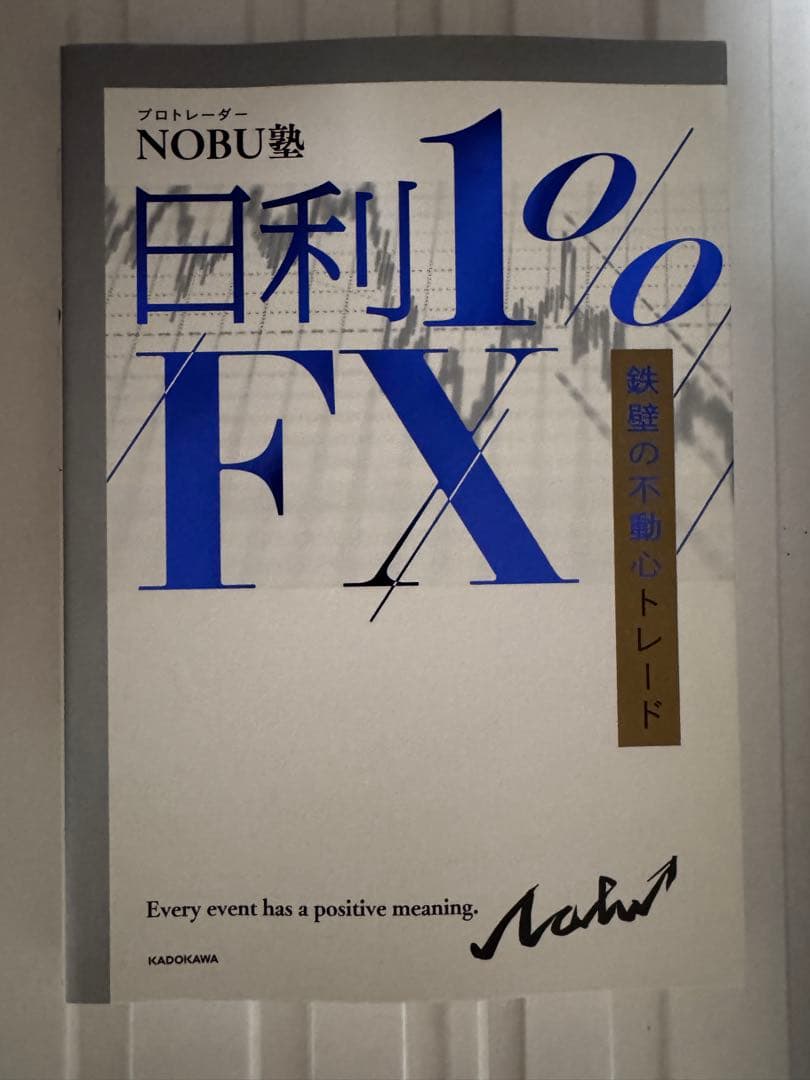 プロトレーダー
NOBU塾
日利1%
FX
鉄壁の不動心トレード
Every event has a positive meaning.
Nobu
KADOKAWA